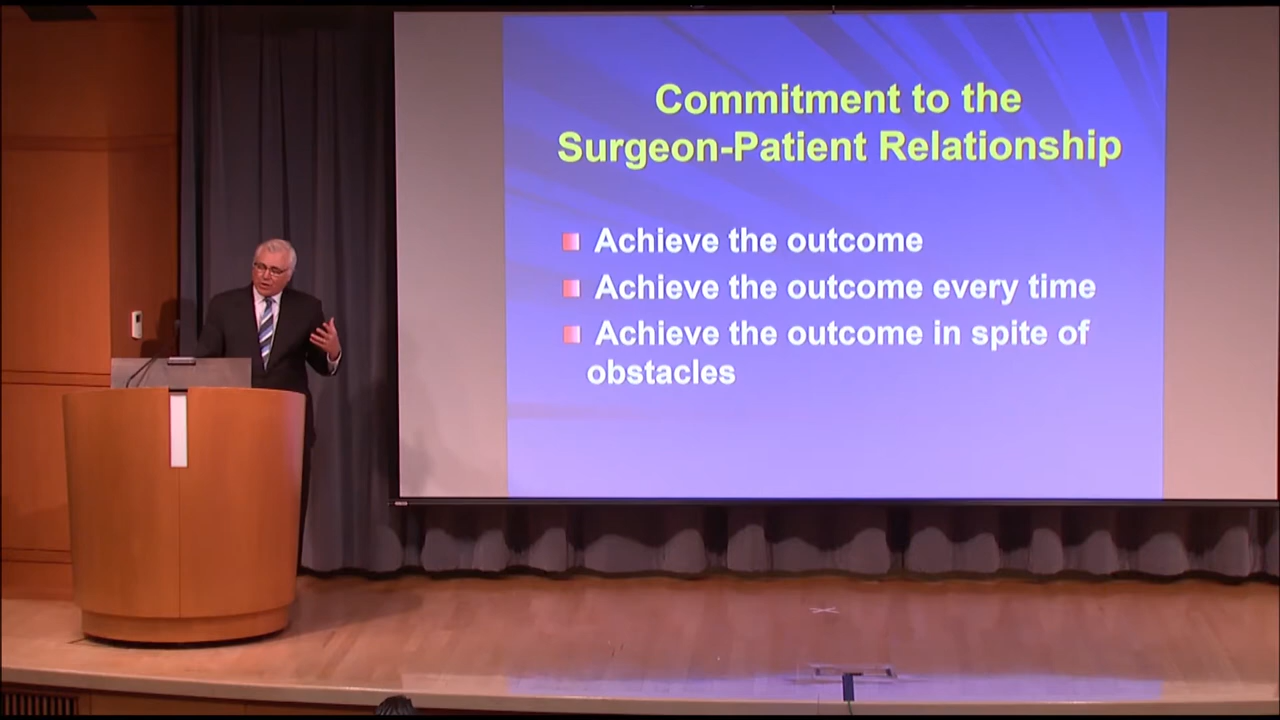 Commitment to the
Surgeon-Patient Relationship
Achieve the outcome
Achieve the outcome every time
Achieve the outcome in spite of
obstacles